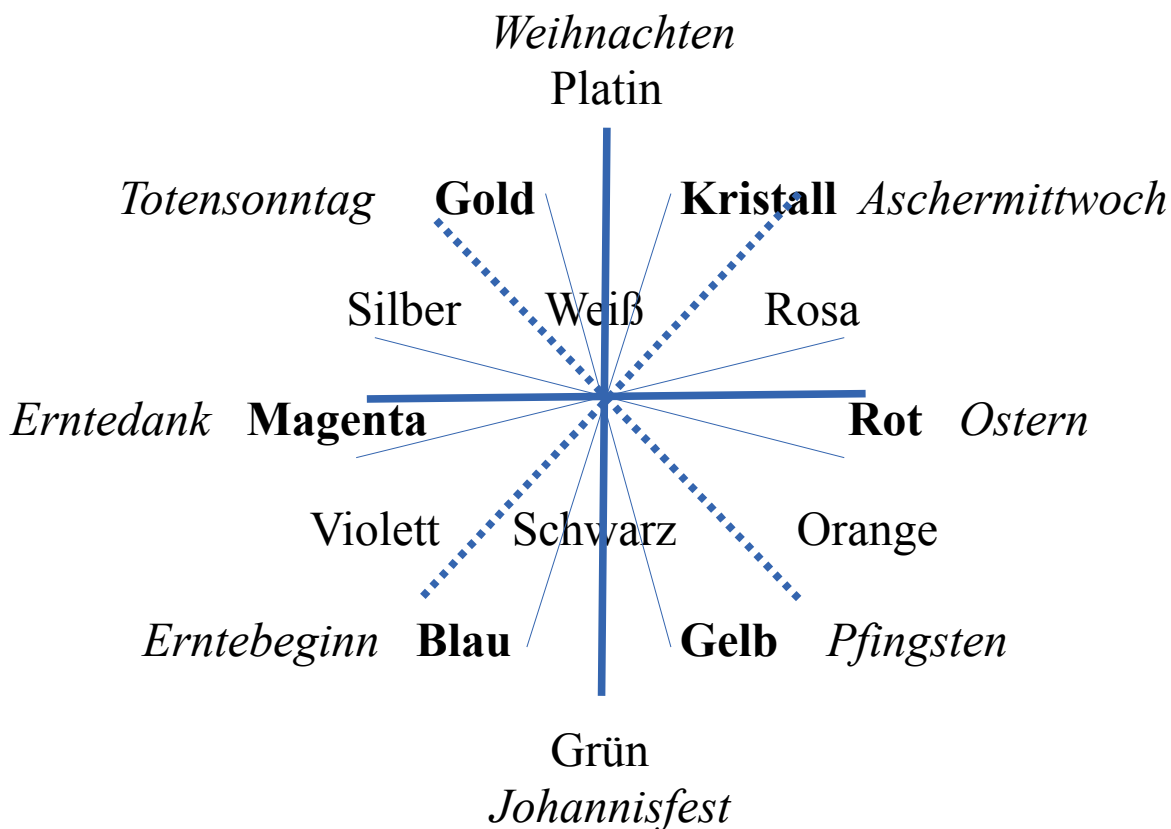 Weihnachten
Platin
Totensonntag Gold Kristall Aschermittwoch
Silber Weiß Rosa
Erntedank Magenta Rot Ostern
Violett Schwarz Orange
Erntebeginn Blau Gelb Pfingsten
Grün
Johannisfest